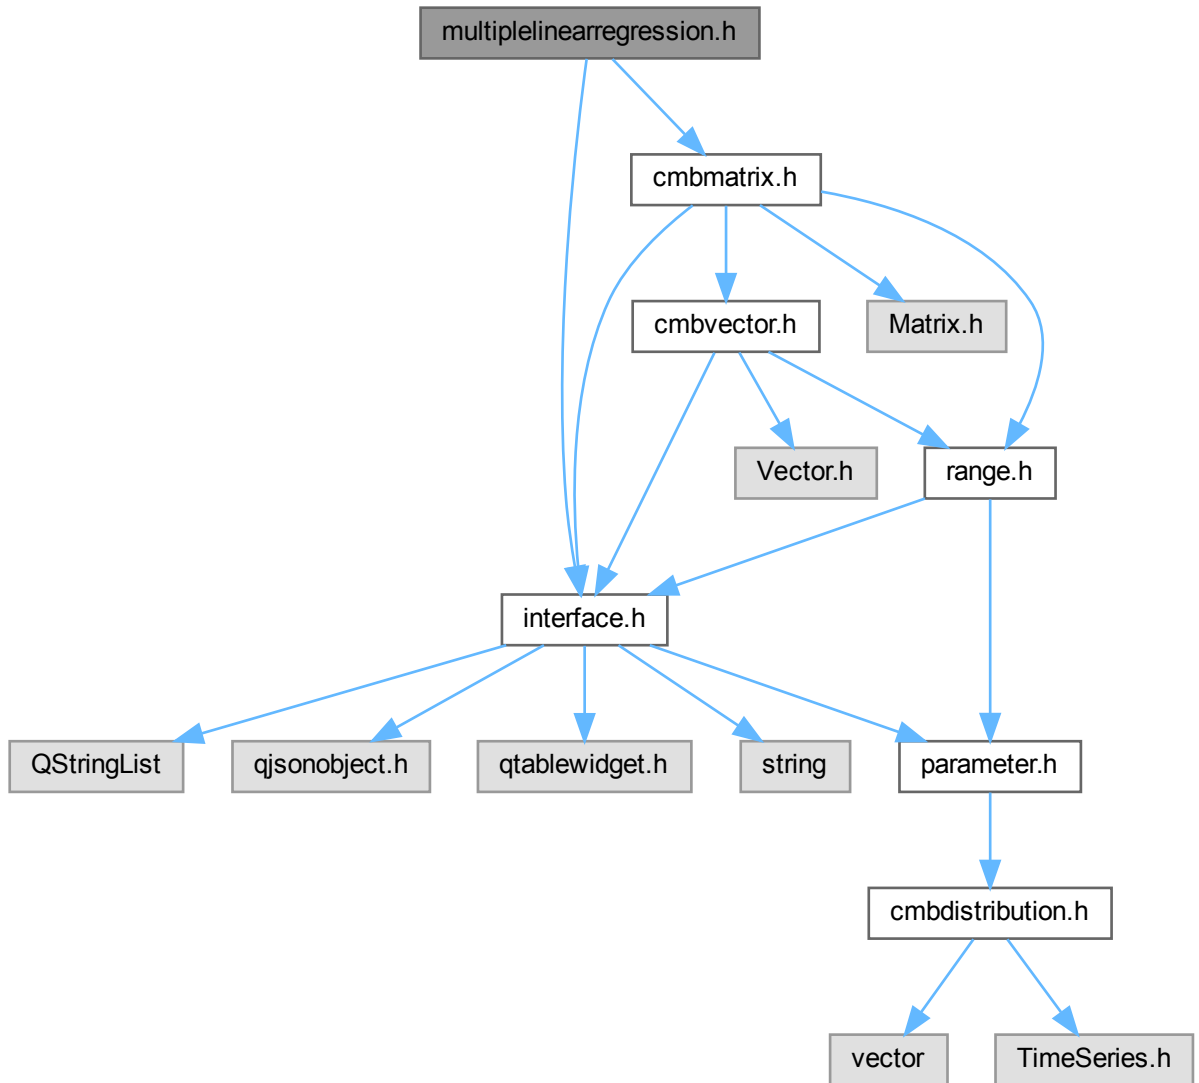 multiplelinearregression.h
cmbmatrix.h
cmbvector.h
Matrix.h
Vector.h
range.h
interface.h
QStringList
qjsonobject.h
qtablewidget.h
string
parameter.h
cmbdistribution.h
vector
TimeSeries.h